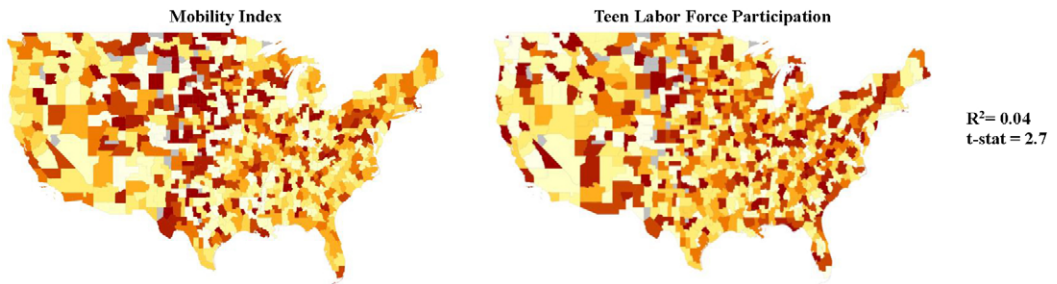 Mobility Index
Teen Labor Force Participation
R²= 0.04
t-stat = 2.7